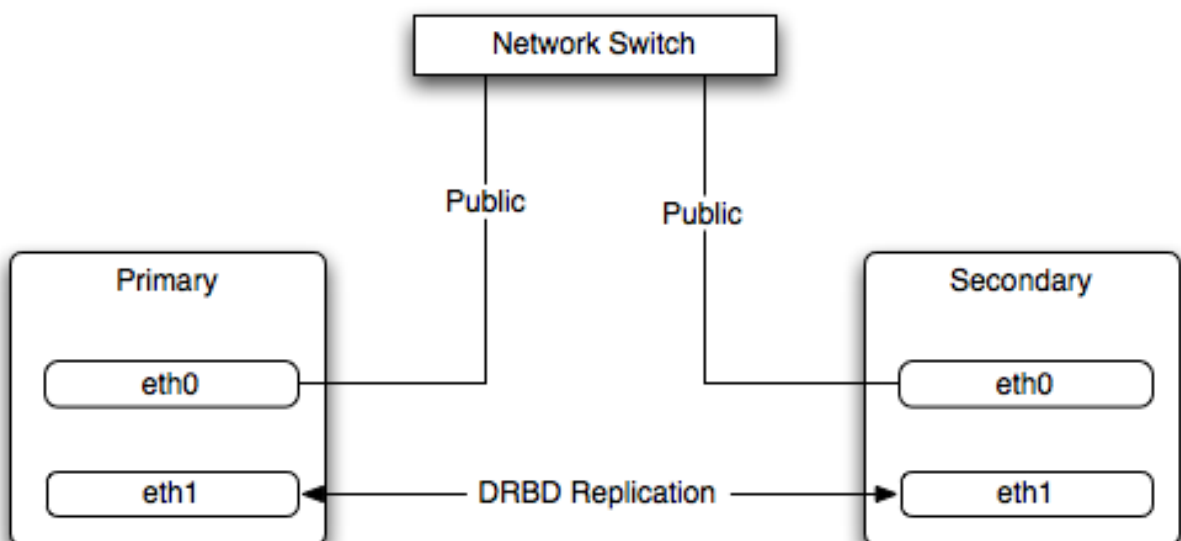 Network Switch
Public
Public
Primary
Secondary
eth0
eth0
eth1
DRBD Replication
eth1